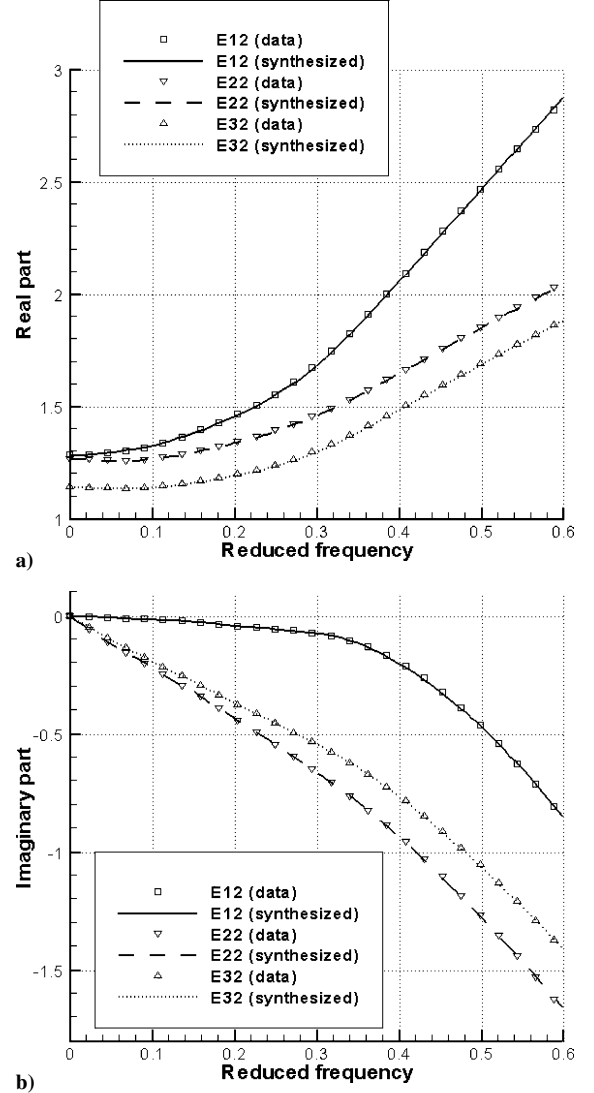 E12 (data)
E12 (synthesized)
E22 (data)
E22 (synthesized)
E32 (data)
E32 (synthesized)
3
2.5
2
1.5
1
Real part
0 0.1 0.2 0.3 0.4 0.5 0.6
Reduced frequency
a)
0
-0.5
-1
-1.5
Imaginary part
E12 (data)
E12 (synthesized)
E22 (data)
E22 (synthesized)
E32 (data)
E32 (synthesized)
0 0.1 0.2 0.3 0.4 0.5 0.6
Reduced frequency
b)